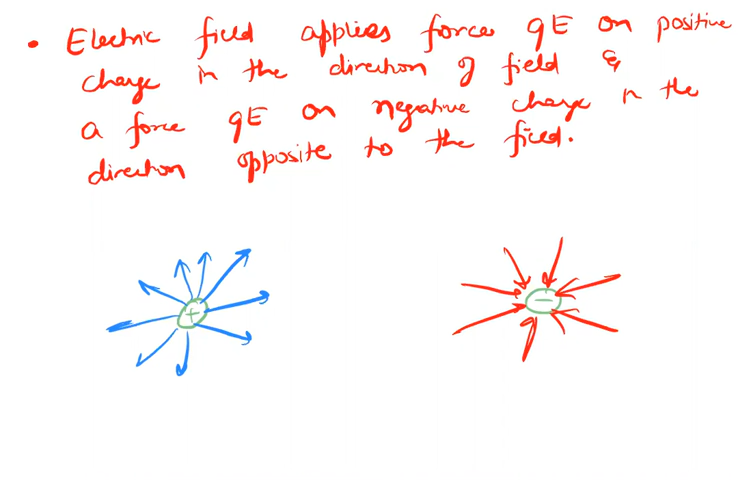 • Electric field applies force qE on positive
charge in the direction of field &
a force qE on negative charge in the
direction opposite to the field.
+
−